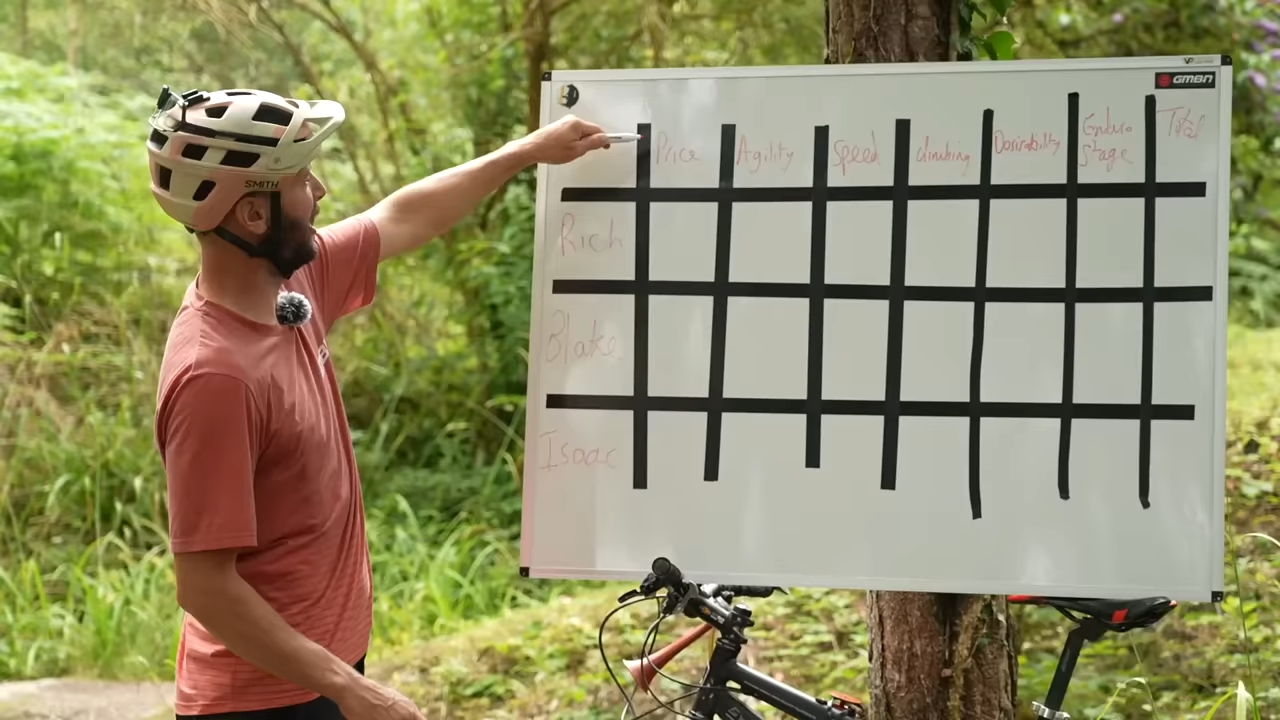 GMBN
Price Agility Speed climbing Desirability Enduro Stage Total
Rich
Blake
Isaac
SMITH